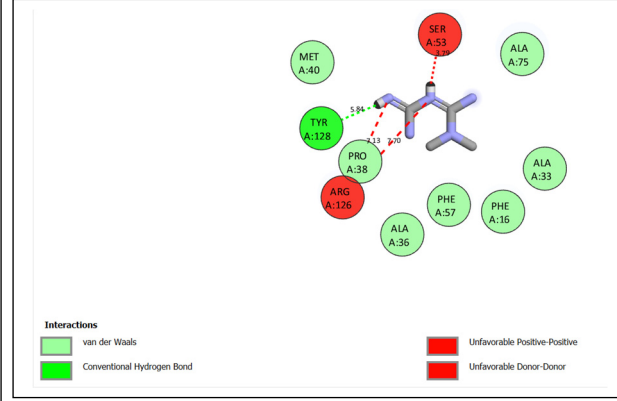 SER
A:53
3.29
MET
A:40
ALA
A:75
5.84
TYR
A:128
7.13
7.70
PRO
A:38
ALA
A:33
ARG
A:126
PHE
A:57
PHE
A:16
ALA
A:36
Interactions
van der Waals
Conventional Hydrogen Bond
Unfavorable Positive-Positive
Unfavorable Donor-Donor